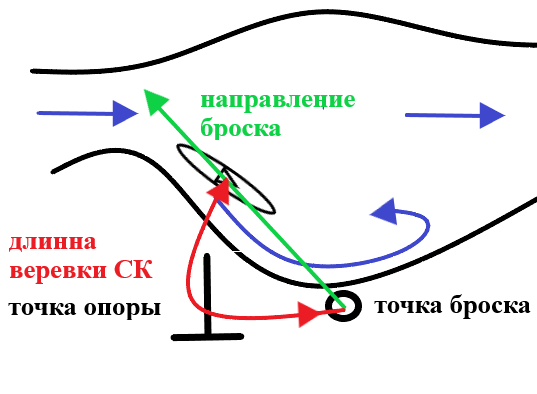 направление
броска
длинна
веревки СК
точка опоры
точка броска